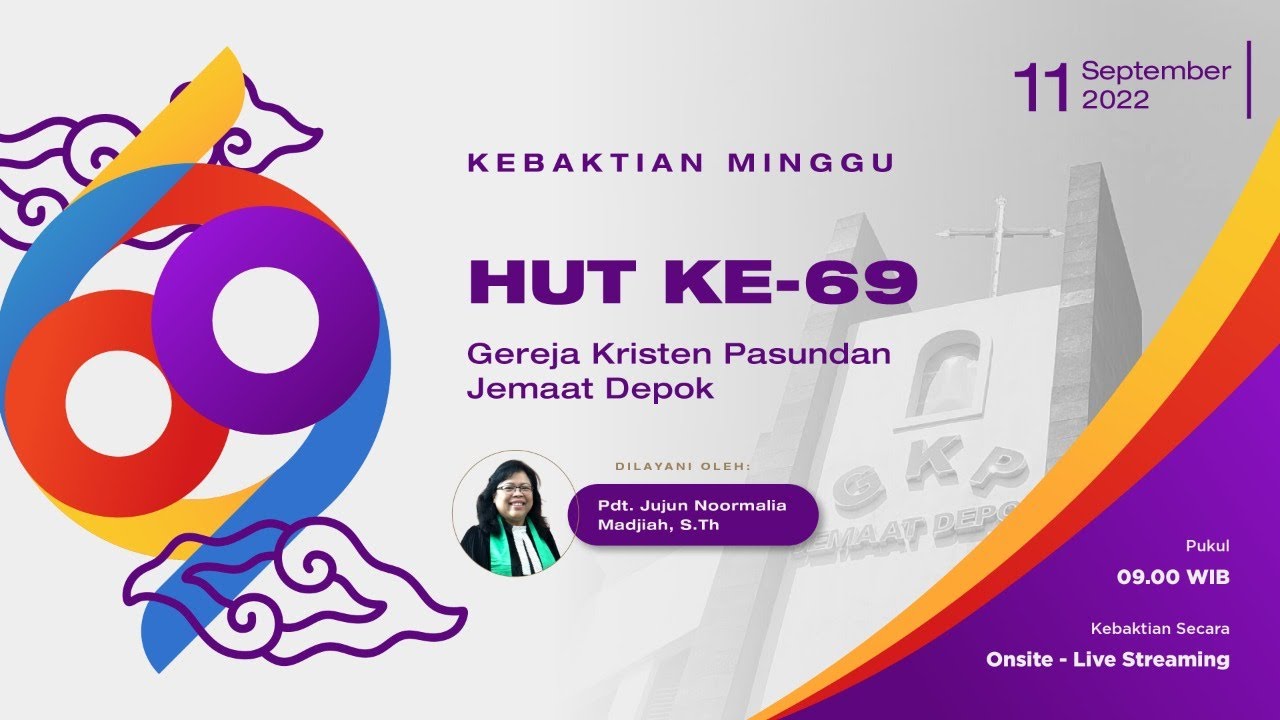 11 September
2022
KEBAKTIAN MINGGU
HUT KE-69
Gereja Kristen Pasundan
Jemaat Depok
DILAYANI OLEH:
Pdt. Jujun Noormalia
Madjiah, S.Th
GKP
JEMAAT DEPOK
Pukul
09.00 WIB
Kebaktian Secara
Onsite - Live Streaming
69